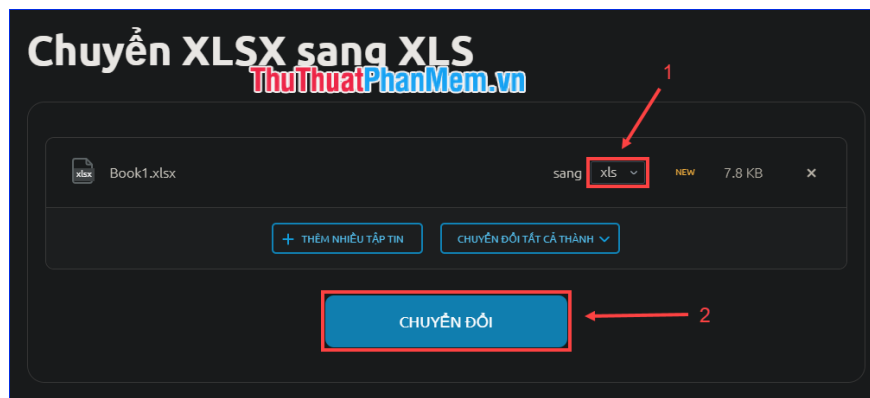 Chuyển XLSX sang XLS
ThuThuatPhanMem.vn
1
xlsx Book1.xlsx sang xls NEW 7.8 KB ×
+ THÊM NHIỀU TẬP TIN CHUYỂN ĐỔI TẤT CẢ THÀNH
CHUYỂN ĐỔI 2